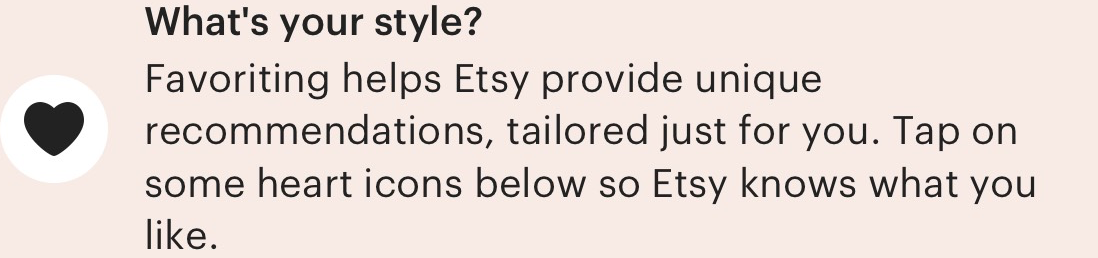 What's your style?
Favoriting helps Etsy provide unique
recommendations, tailored just for you. Tap on
some heart icons below so Etsy knows what you
like.